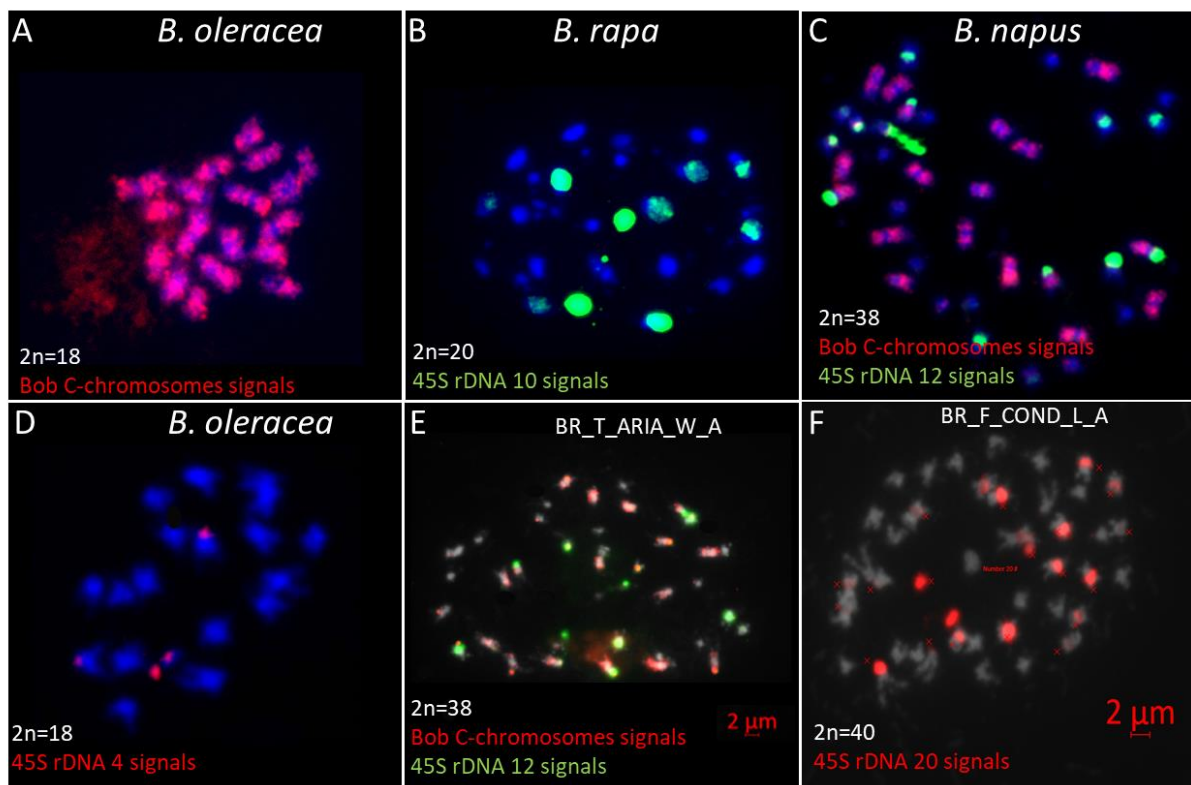 A
B. oleracea
2n=18
Bob C-chromosomes signals
B
B. rapa
2n=20
45S rDNA 10 signals
C
B. napus
2n=38
Bob C-chromosomes signals
45S rDNA 12 signals
D
B. oleracea
2n=18
45S rDNA 4 signals
E
BR_T_ARIA_W_A
2n=38
Bob C-chromosomes signals
45S rDNA 12 signals
2 µm
F
BR_F_COND_L_A
Number 20 #
2n=40
45S rDNA 20 signals
2 µm